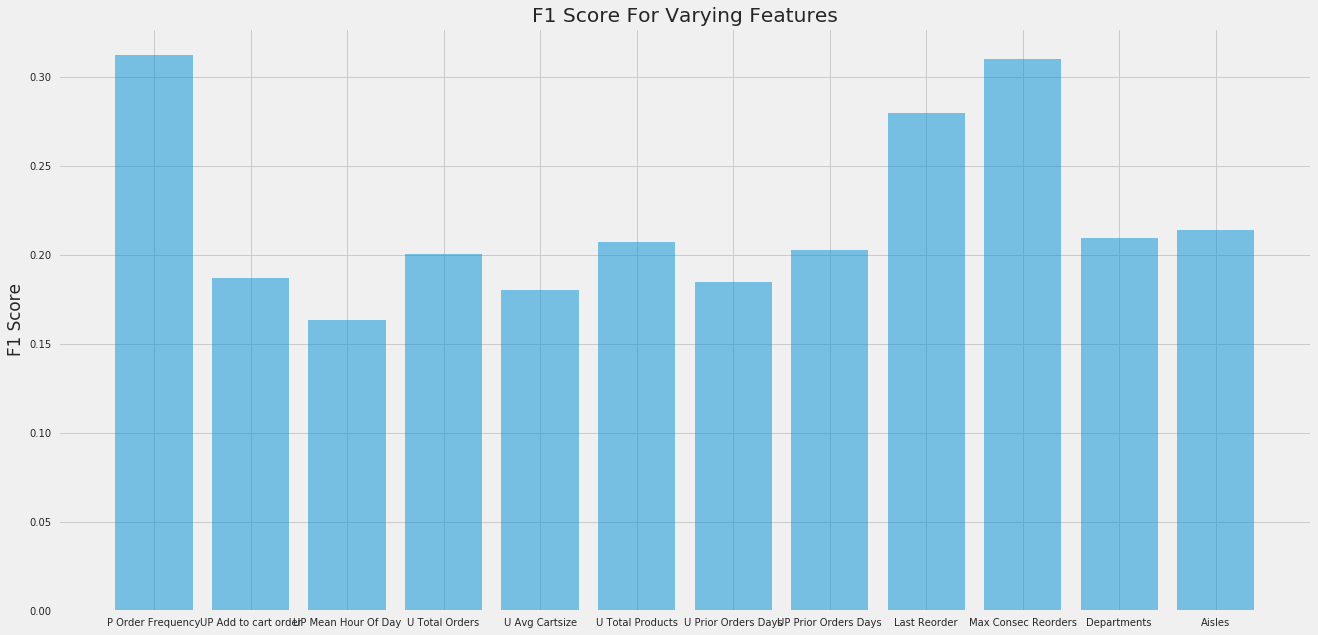 F1 Score For Varying Features
F1 Score
0.30
0.25
0.20
0.15
0.10
0.05
0.00
P Order Frequency UP Add to cart order UP Mean Hour Of Day U Total Orders U Avg Cartsize U Total Products U Prior Orders Days UP Prior Orders Days Last Reorder Max Consec Reorders Departments Aisles